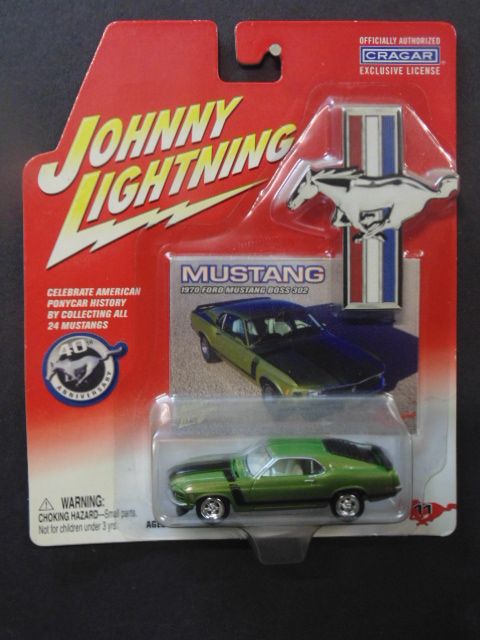 OFFICIALLY AUTHORIZED
CRAGAR
EXCLUSIVE LICENSE
JOHNNY
LIGHTNING
MUSTANG
1970 FORD MUSTANG BOSS 302
CELEBRATE AMERICAN
PONYCAR HISTORY
BY COLLECTING ALL
24 MUSTANGS
40TH
ANNIVERSARY
WARNING:
CHOKING HAZARD—Small parts.
Not for children under 3 yrs.
AGES
11